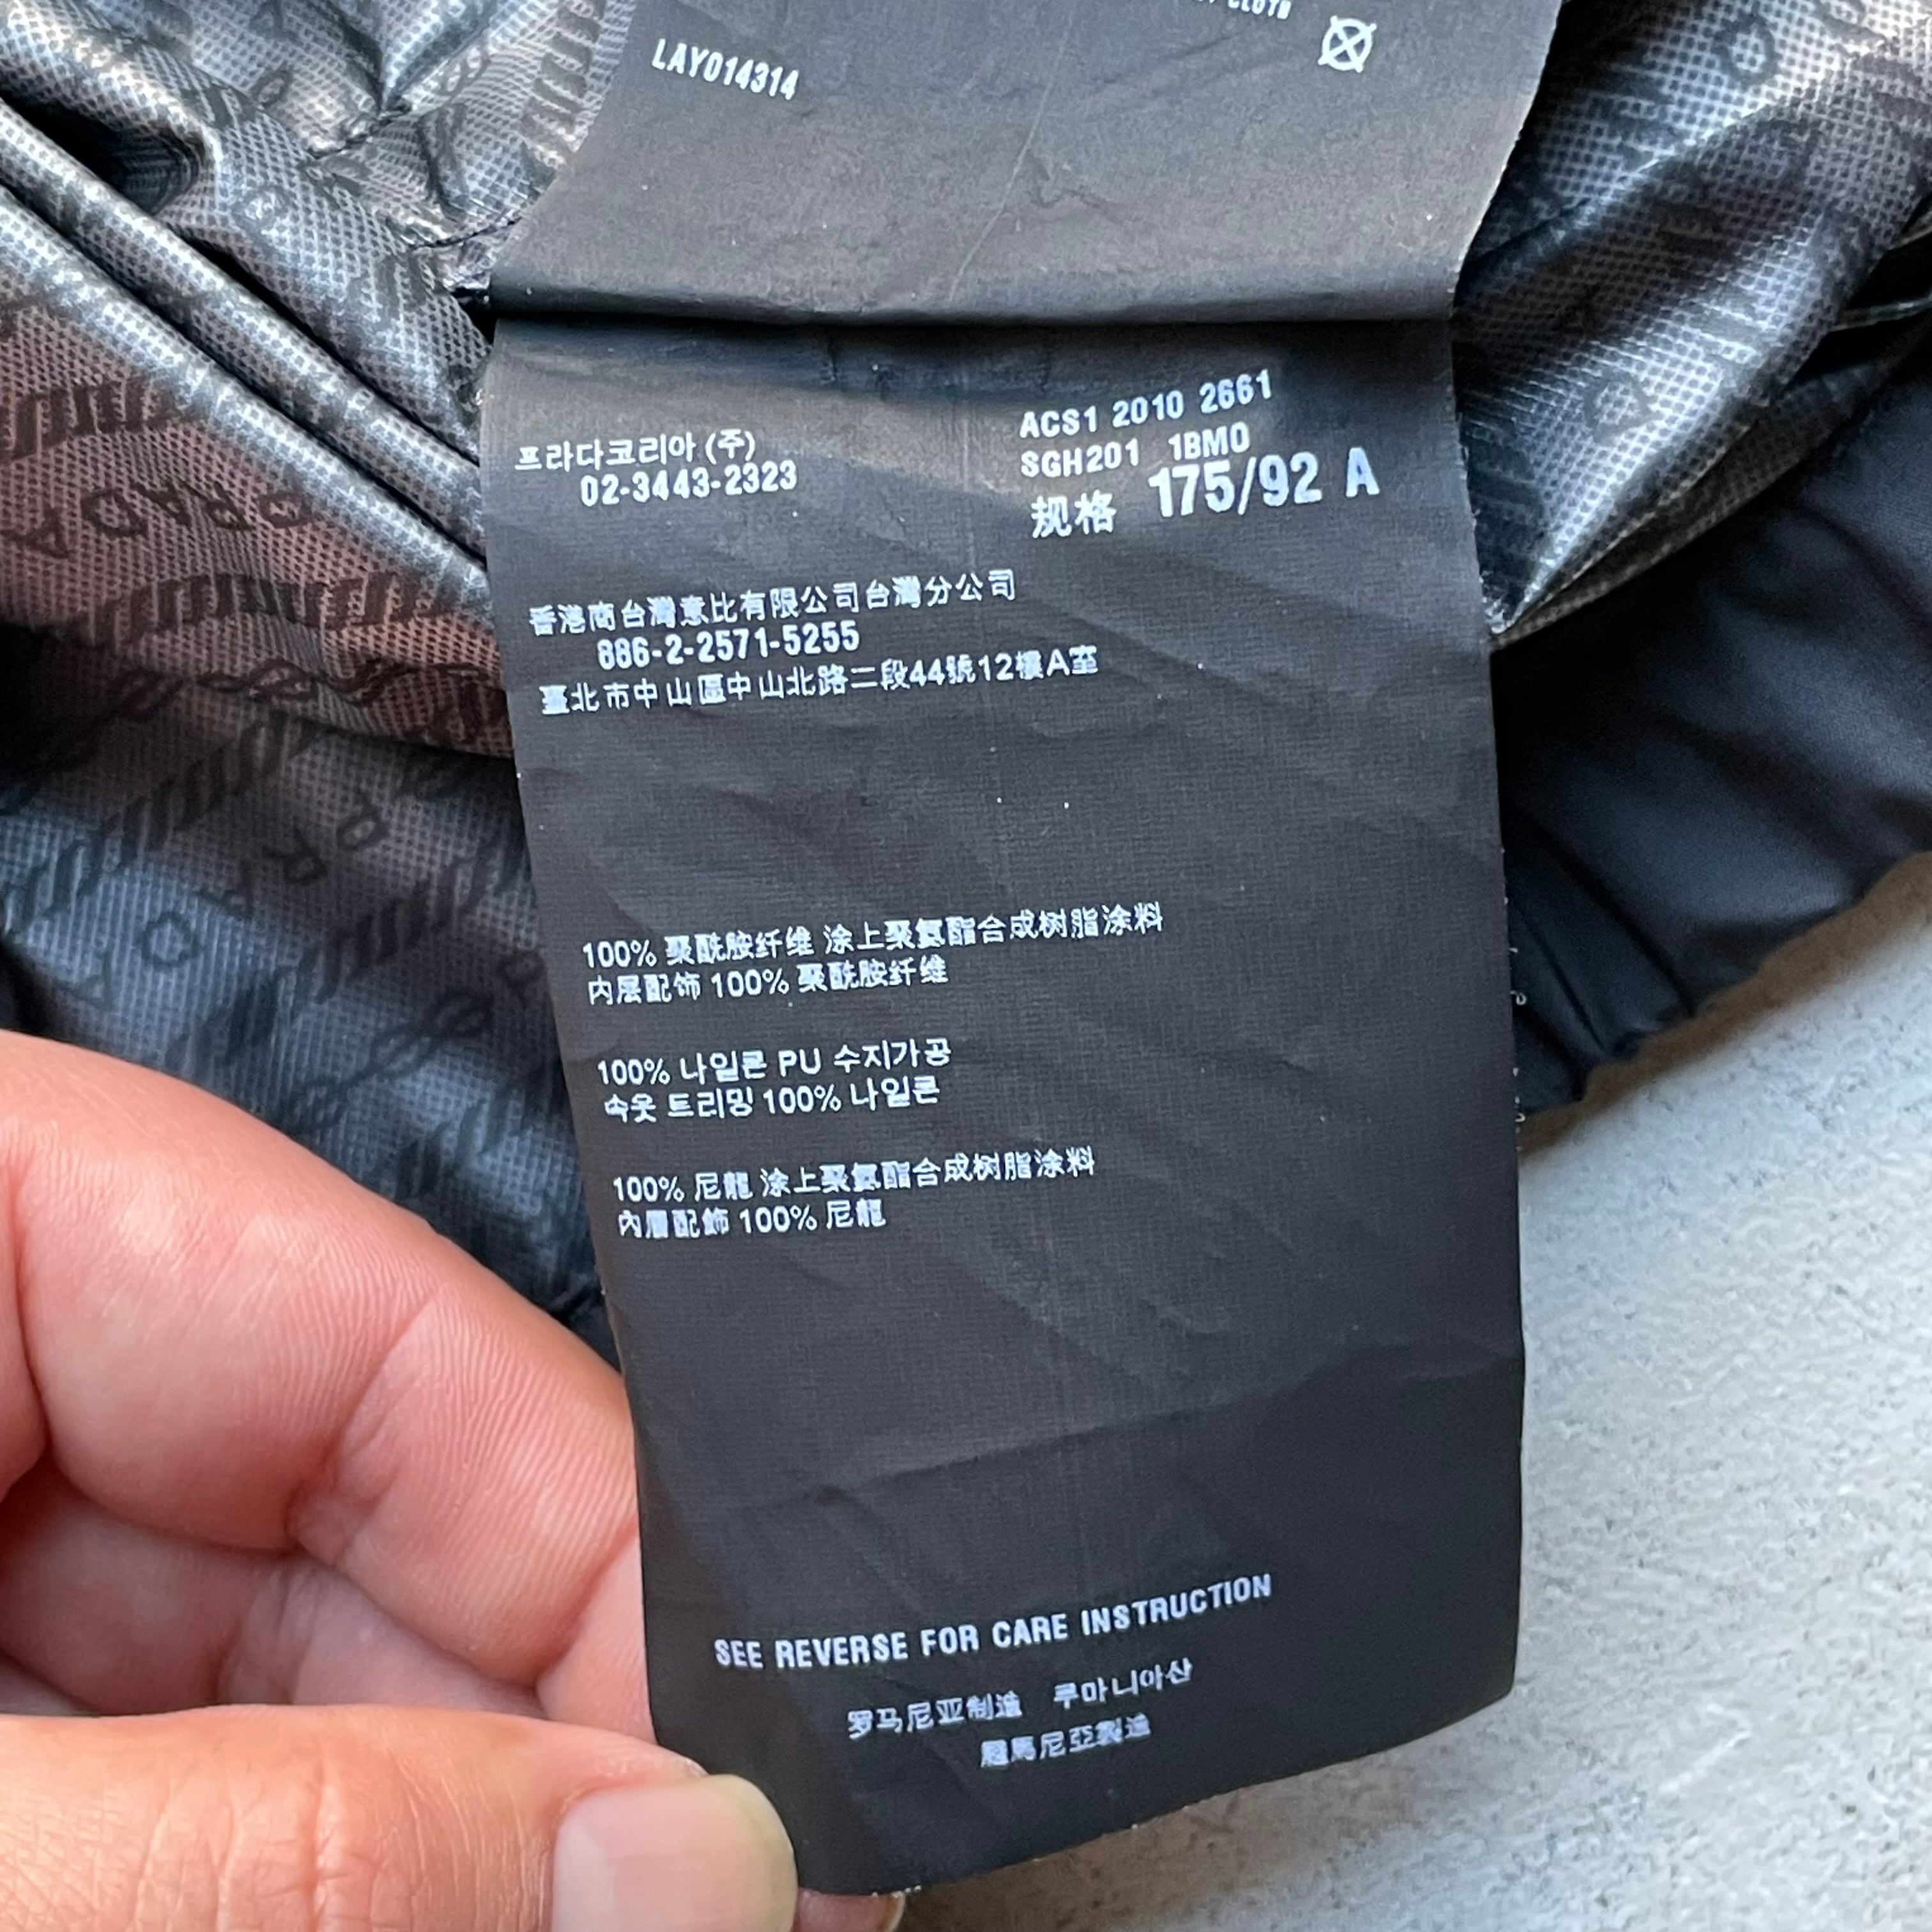 CLOTH
LAY014314
프라다코리아 (주)
02-3443-2323
ACS1 2010 2661
SGH201 1BMO
规格 175/92 A
香港商台灣意比有限公司台灣分公司
886-2-2571-5255
臺北市中山區中山北路二段44號12樓A至
100% 聚酰胺纤维 涂上聚氨酯合成树脂涂料
内层配饰 100% 聚酰胺纤维
100% 나일론 PU 수지가공
속옷 트리밍 100% 나일론
100% 尼龍 涂上聚氨酯合成树脂涂料
內層配飾 100% 尼龍
SEE REVERSE FOR CARE INSTRUCTION
罗马尼亚制造 루마니아산
羅馬尼亞製造
PRADA